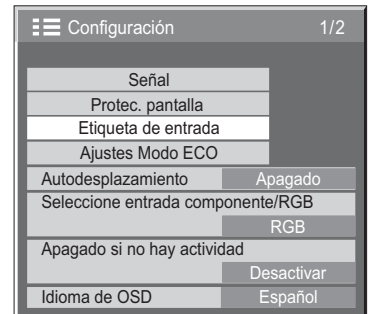 Configuración 1/2
Señal
Protec. pantalla
Etiqueta de entrada
Ajustes Modo ECO
Autodesplazamiento Apagado
Seleccione entrada componente/RGB
RGB
Apagado si no hay actividad
Desactivar
Idioma de OSD Español